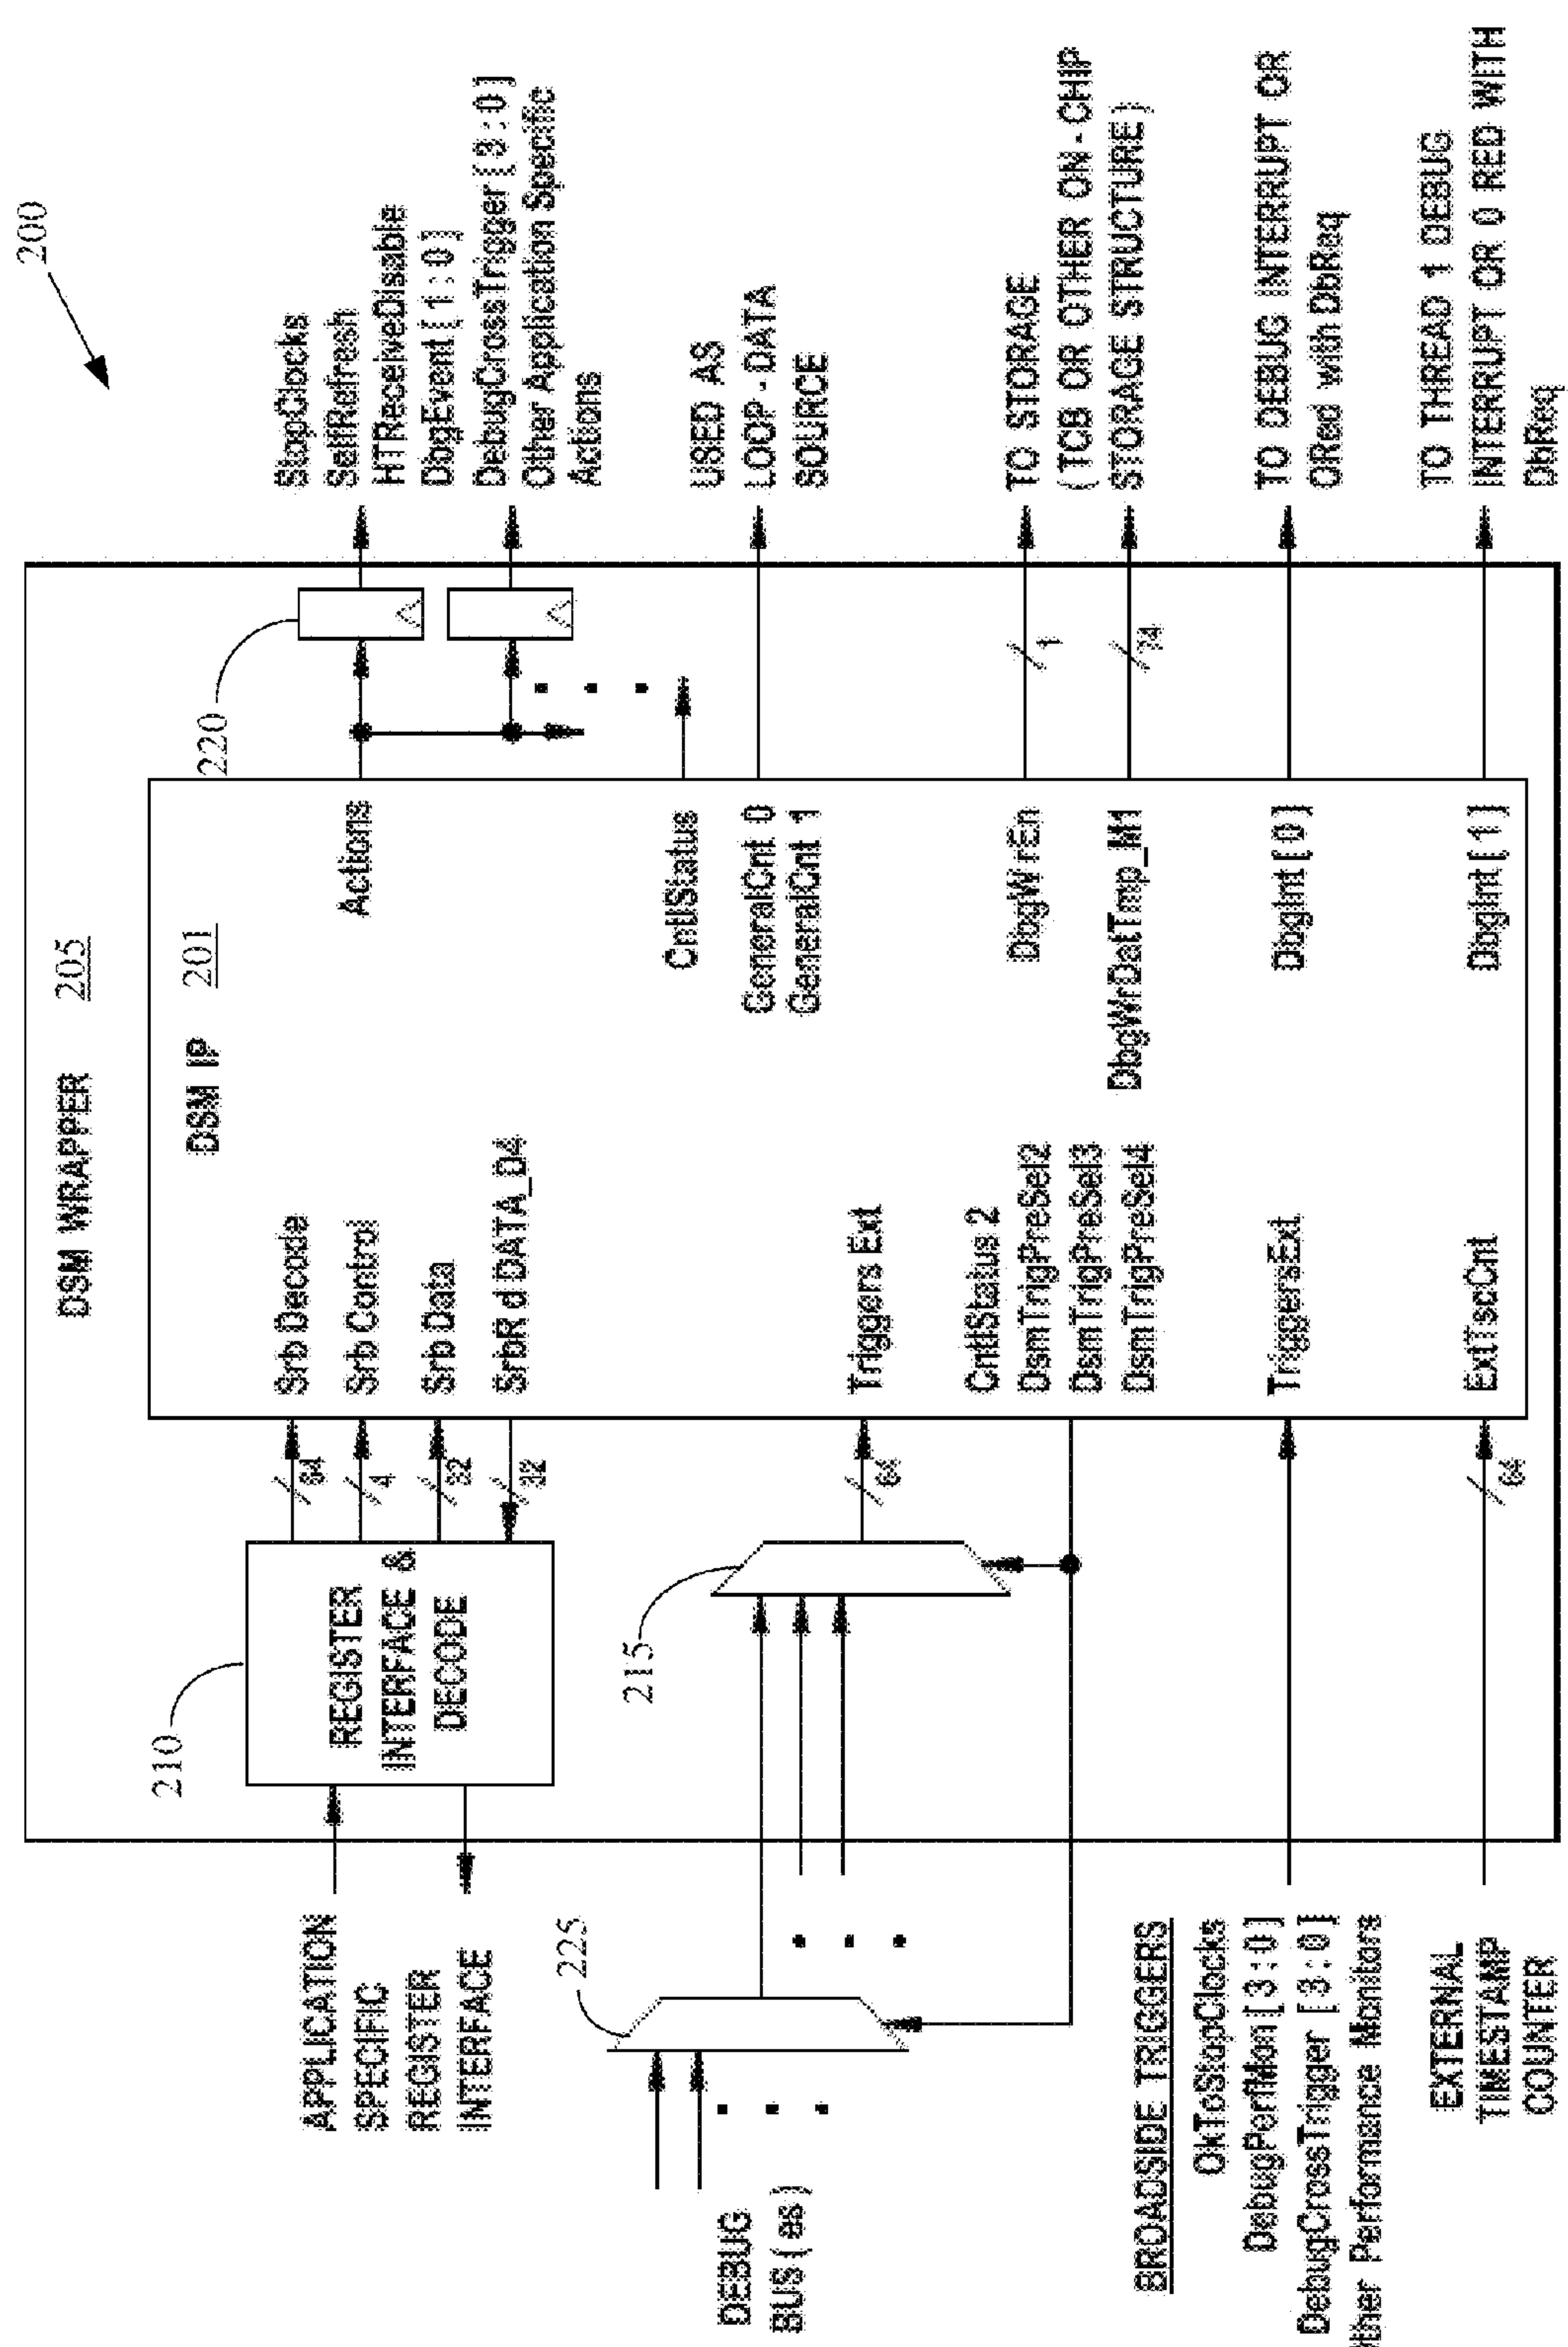 200
DSM WRAPPER 205
DSM IP 201
APPLICATION
SPECIFIC
REGISTER
INTERFACE
210
REGISTER
INTERFACE &
DECODE
64
4
32
32
Srb Decode
Srb Control
Srb Data
SrbR d DATA_D4
Actions
220
StopClocks
SelfRefresh
HTReceiveDisable
DbgEvent [1:0]
DebugCrossTrigger [3:0]
Other Application Specific
Actions
CntlStatus
GeneralCnt 0
GeneralCnt 1
USED AS
LOOP-DATA
SOURCE
DEBUG
BUS(es)
225
215
64
Triggers Ext
CntlStatus 2
DsmTrigPreSel2
DsmTrigPreSel3
DsmTrigPreSel4
DbgWrEn
1
DbgWrDatTmp_M1
74
TO STORAGE
(TCB OR OTHER ON-CHIP
STORAGE STRUCTURE)
BROADSIDE TRIGGERS
OkToStopClocks
DebugPerfMon [3:0]
DebugCrossTrigger [3:0]
ther Performance Monitors
TriggersExt
DbgInt [0]
TO DEBUG INTERRUPT OR
ORed with DbReq
EXTERNAL
TIMESTAMP
COUNTER
64
ExtTscCnt
DbgInt [1]
TO THREAD 1 DEBUG
INTERRUPT OR O RED WITH
DbReq